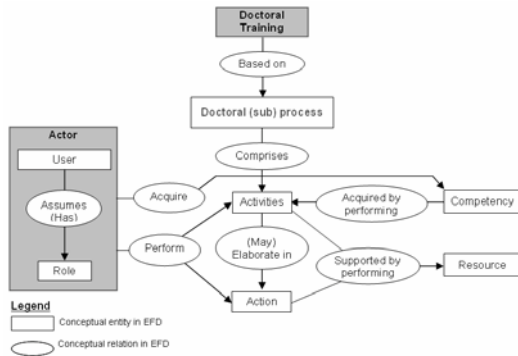 Doctoral
Training
Based on
Doctoral (sub) process
Actor
User
Comprises
Assumes
(Has)
Acquire
Activities
Acquired by
performing
Competency
Perform
(May)
Elaborate in
Supported by
performing
Resource
Role
Action
Legend
Conceptual entity in EFD
Conceptual relation in EFD